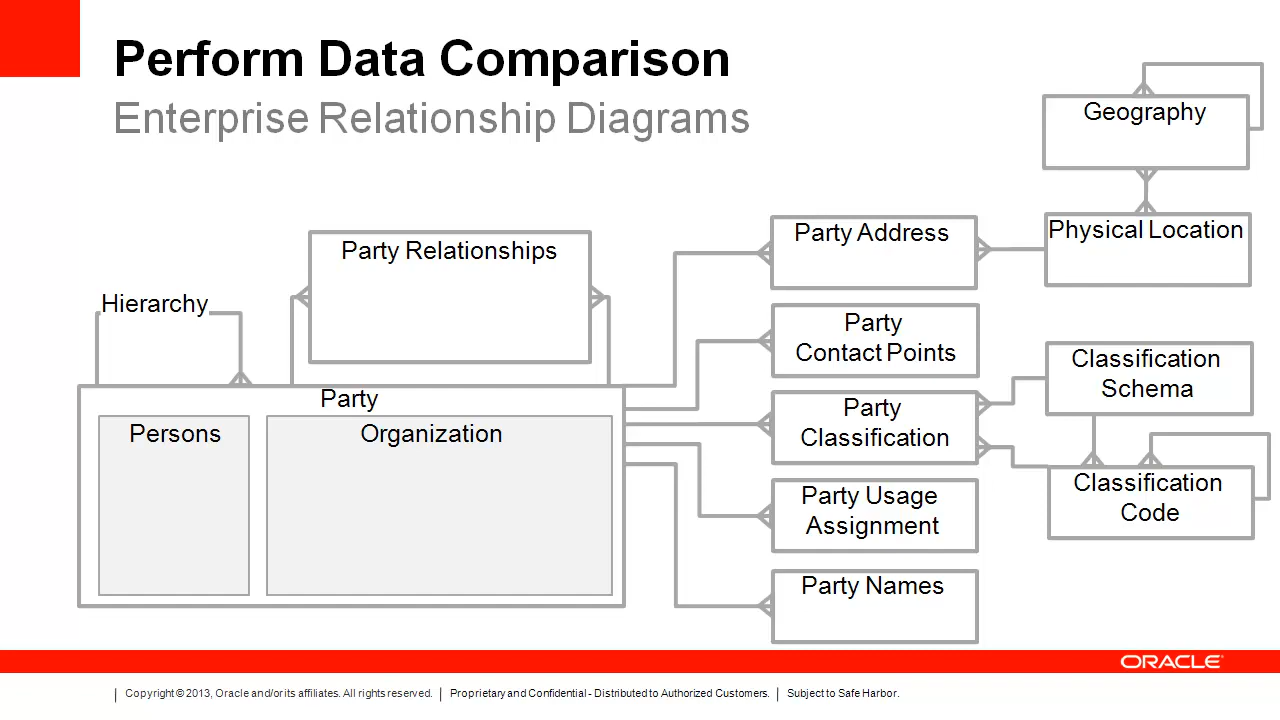 Perform Data Comparison
Enterprise Relationship Diagrams
Geography
Physical Location
Party Address
Party Relationships
Hierarchy
Party
Contact Points
Classification
Schema
Party
Persons
Organization
Party
Classification
Classification
Code
Party Usage
Assignment
Party Names
ORACLE®
Copyright © 2013, Oracle and/orits affiliates. All rights reserved.
Proprietary and Confidential - Distributed to Authorized Customers.
Subject to Safe Harbor.